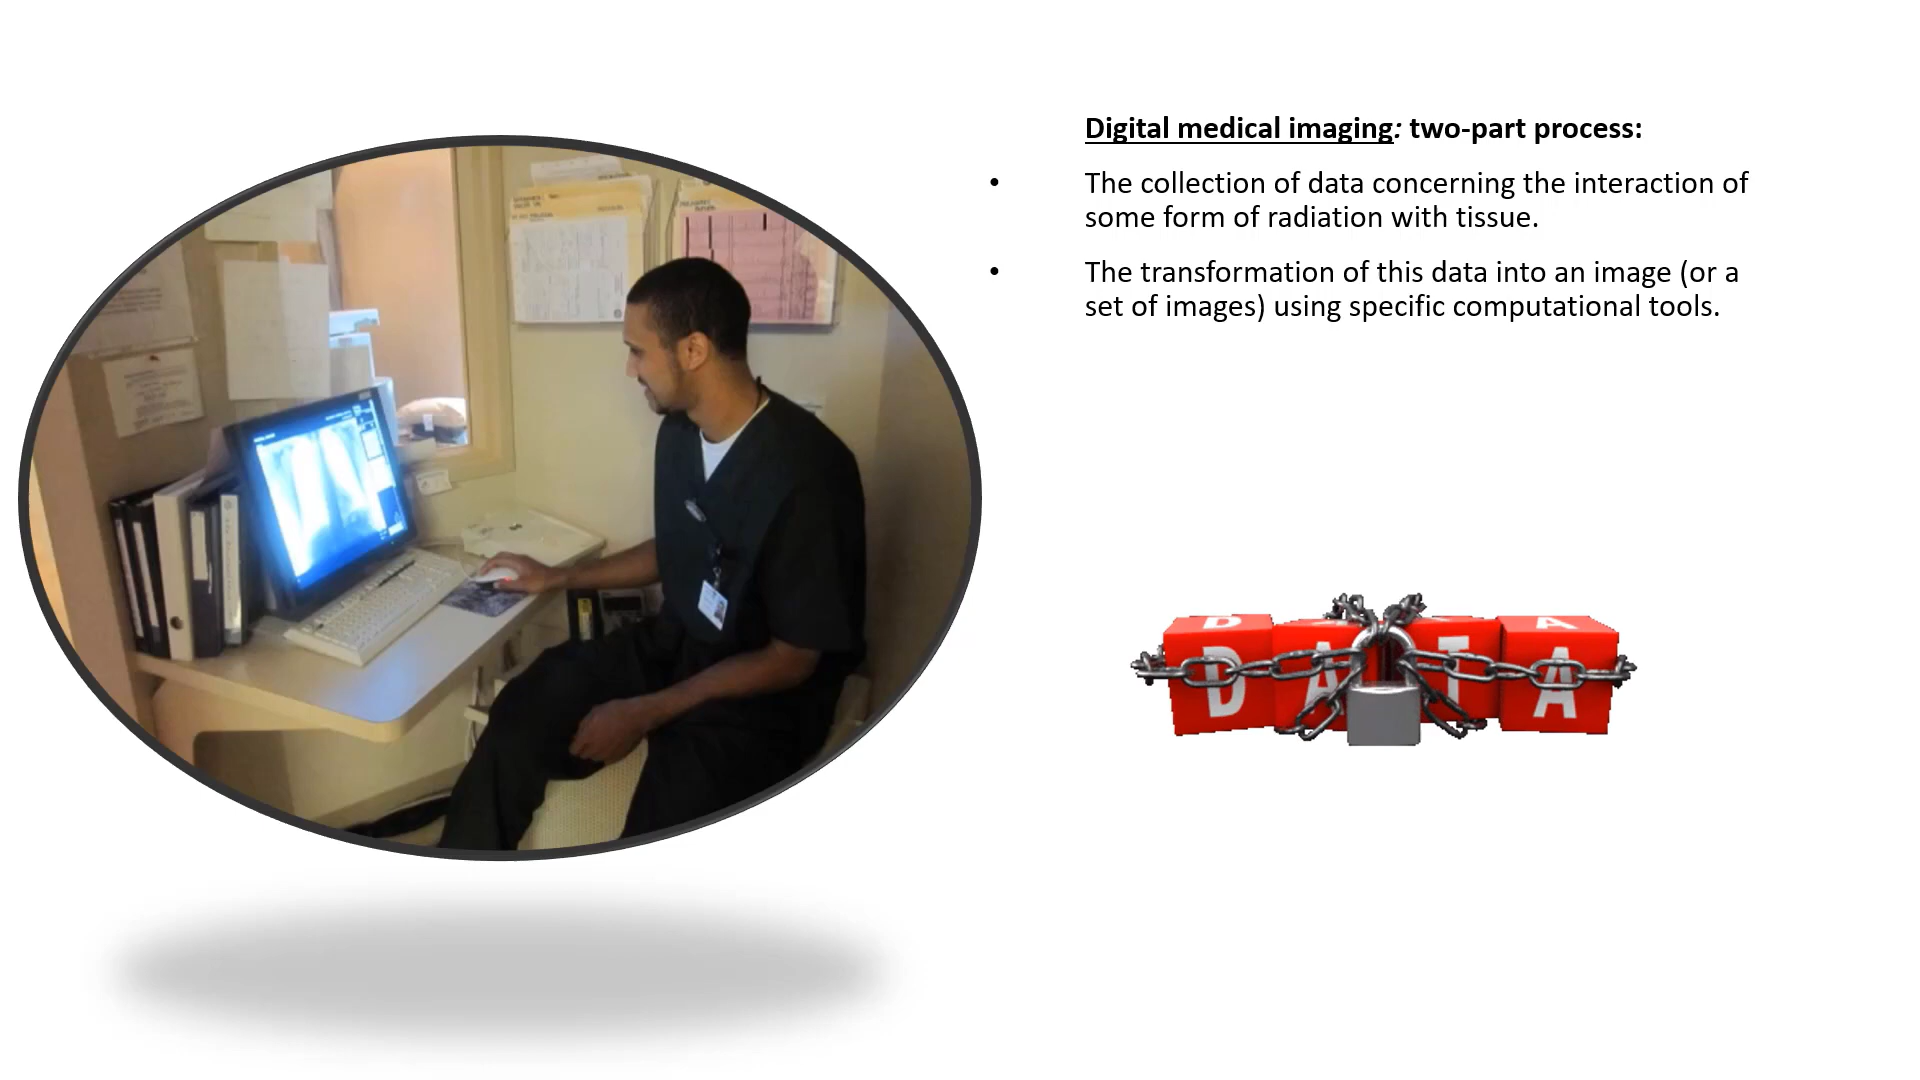 Digital medical imaging: two-part process:
• The collection of data concerning the interaction of
some form of radiation with tissue.
• The transformation of this data into an image (or a
set of images) using specific computational tools.
D A T A